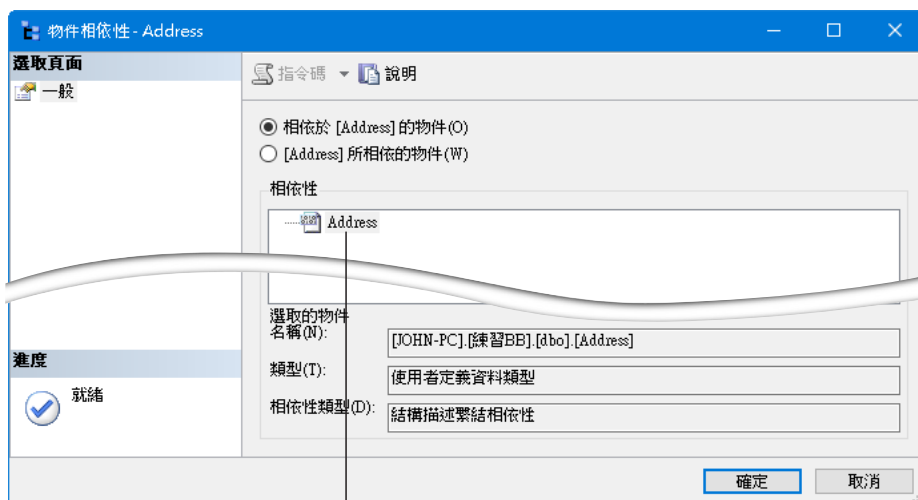 物件相依性 - Address
選取頁面
一般
指令碼
說明
相依於 [Address] 的物件(O)
[Address] 所相依的物件(W)
相依性
Address
選取的物件
名稱(N):
[JOHN-PC].[練習BB].[dbo].[Address]
類型(T):
使用者定義資料類型
相依性類型(D):
結構描述繫結相依性
進度
就緒
確定
取消